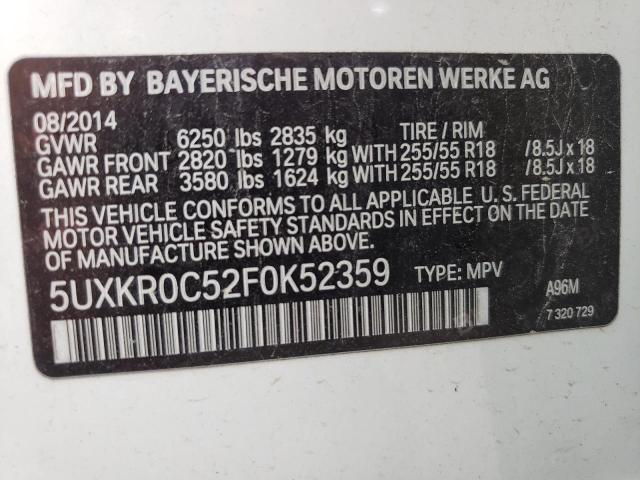 MFD BY BAYERISCHE MOTOREN WERKE AG
08/2014
GVWR 6250 lbs 2835 kg TIRE / RIM
GAWR FRONT 2820 lbs 1279 kg WITH 255/55 R18 /8.5J x 18
GAWR REAR 3580 lbs 1624 kg WITH 255/55 R18 /8.5J x 18
THIS VEHICLE CONFORMS TO ALL APPLICABLE U. S. FEDERAL
MOTOR VEHICLE SAFETY STANDARDS IN EFFECT ON THE DATE
OF MANUFACTURE SHOWN ABOVE.
5UXKR0C52F0K52359 TYPE: MPV A96M
7 320 729